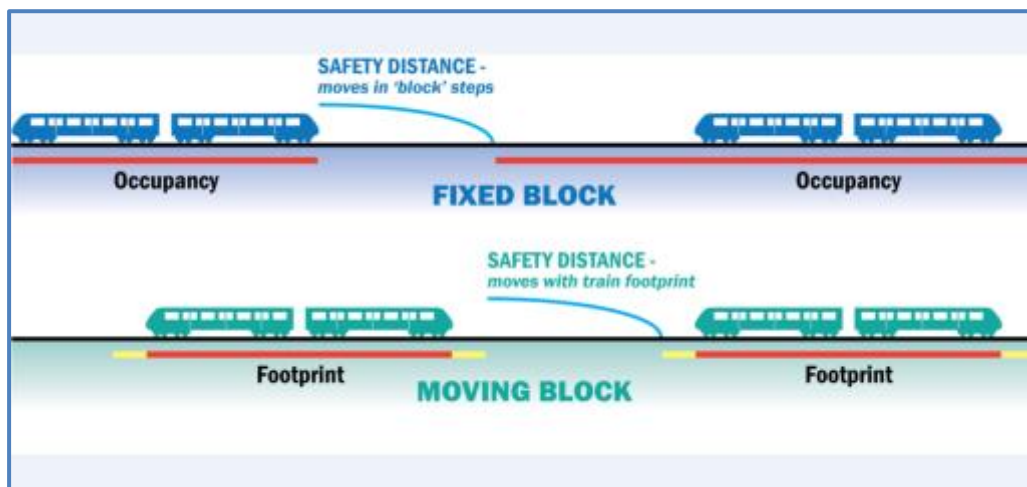 SAFETY DISTANCE -
moves in 'block' steps
Occupancy
FIXED BLOCK
Occupancy
SAFETY DISTANCE -
moves with train footprint
Footprint
MOVING BLOCK
Footprint